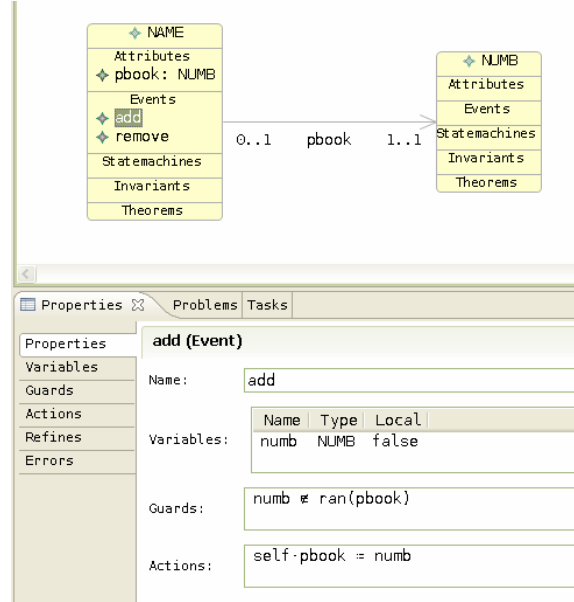 NAME
Attributes
pbook: NUMB
Events
add
remove
Statemachines
Invariants
Theorems
0..1 pbook 1..1
NUMB
Attributes
Events
Statemachines
Invariants
Theorems
Properties Problems Tasks
Properties
Variables
Guards
Actions
Refines
Errors
add (Event)
Name: add
Variables:
Name Type Local
numb NUMB false
Guards: numb ∉ ran(pbook)
Actions: self·pbook ≔ numb